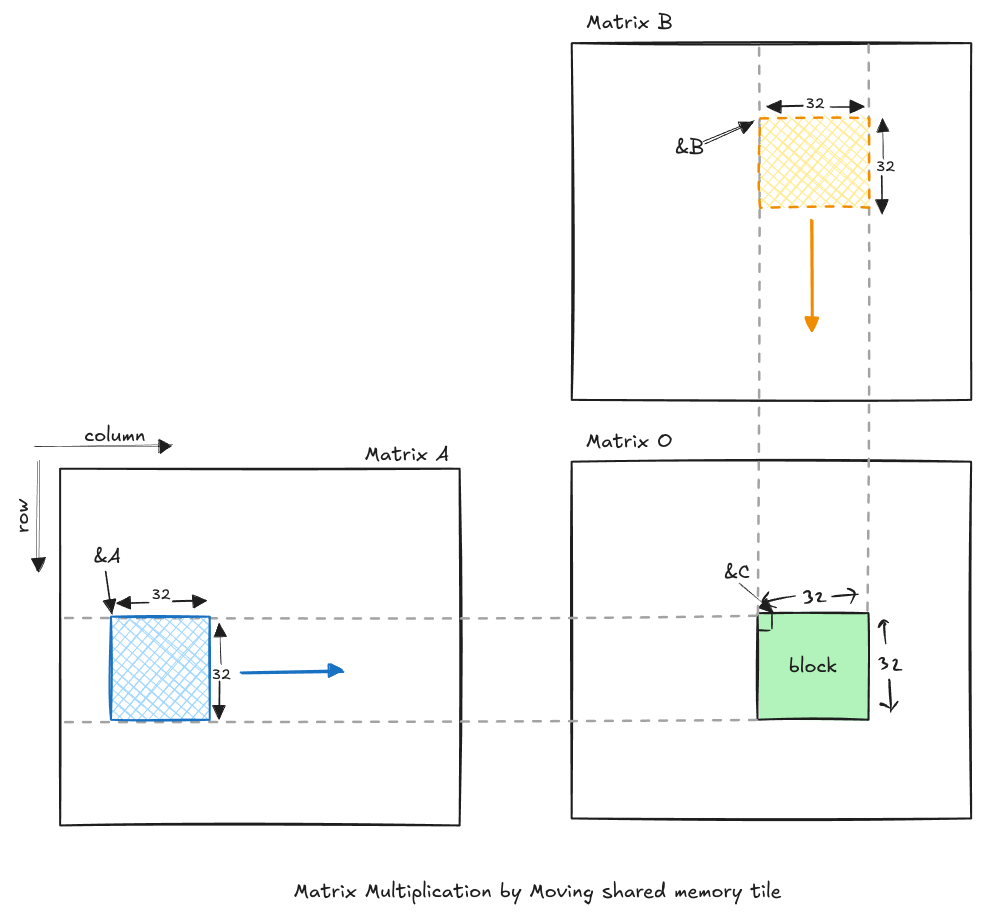 Matrix B
32
&B
32
column
Matrix A
Matrix O
row
&A
32
32
&C
32
block
32
Matrix Multiplication by Moving shared memory tile